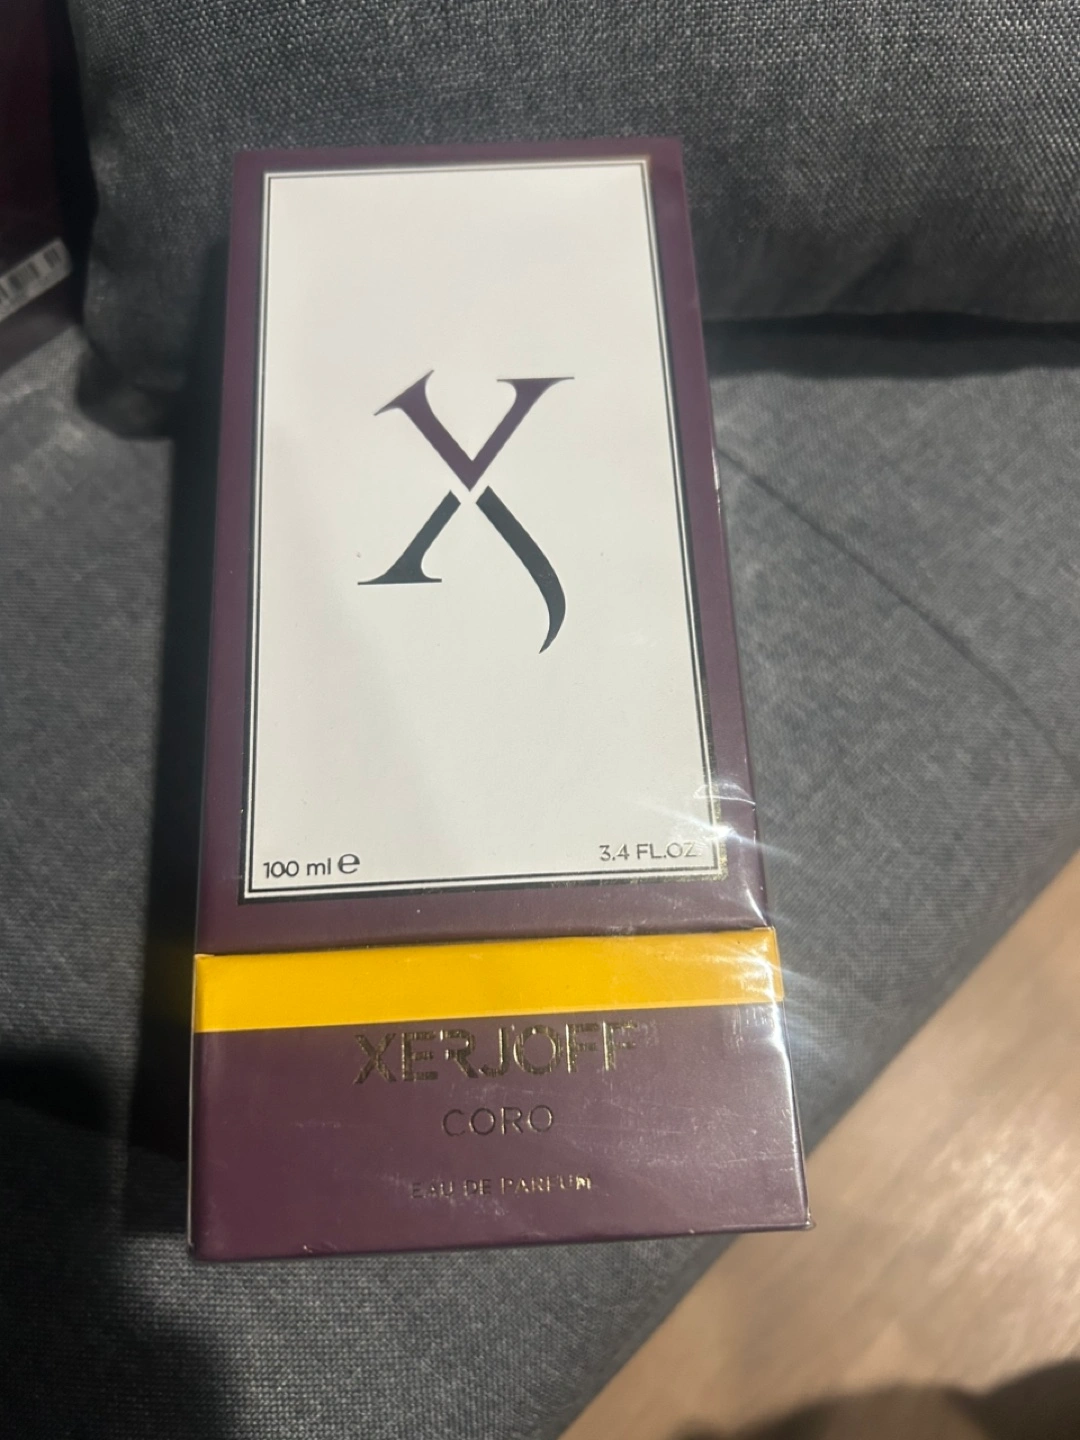 X
100 ml ℮
3.4 FL.OZ.
XERJOFF
CORO
EAU DE PARFUM